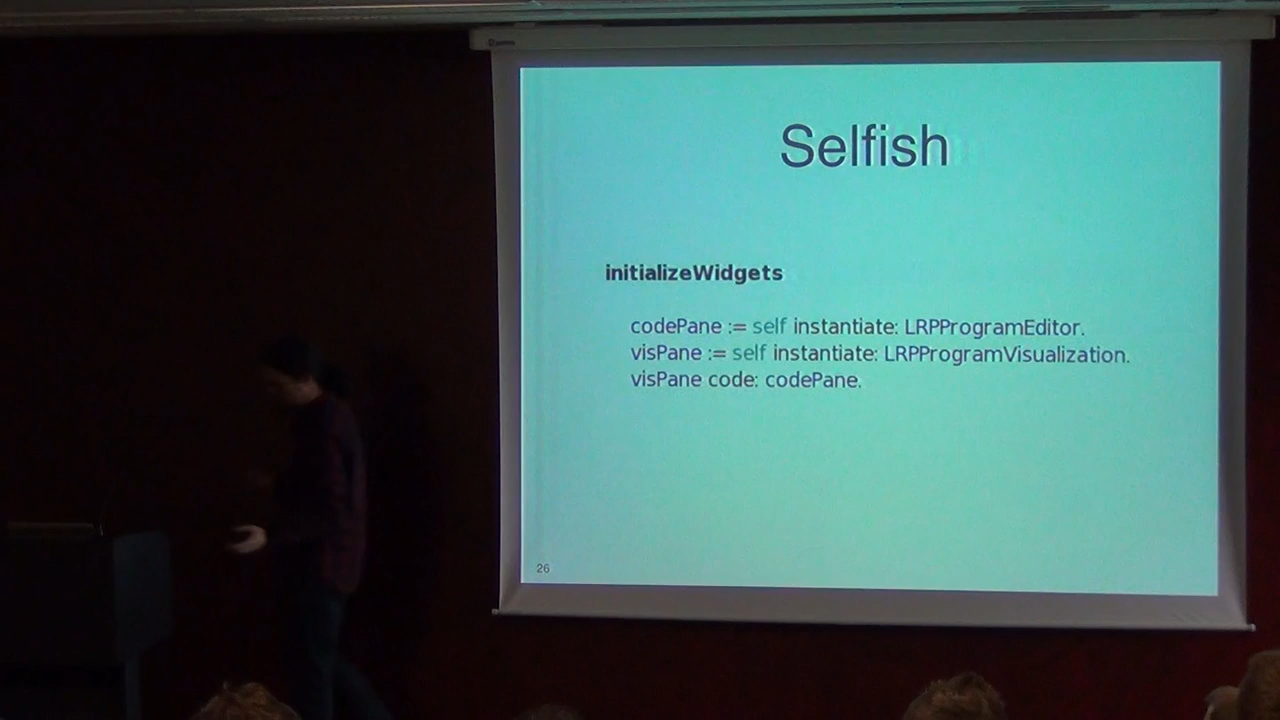 Selfish
initializeWidgets
codePane := self instantiate: LRPProgramEditor.
visPane := self instantiate: LRPProgramVisualization.
visPane code: codePane.
26